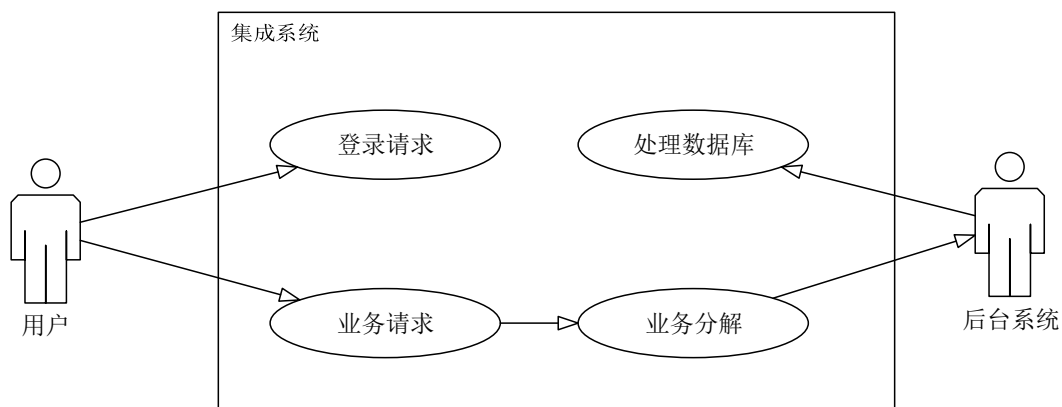 集成系统
登录请求
处理数据库
用户
业务请求
业务分解
后台系统